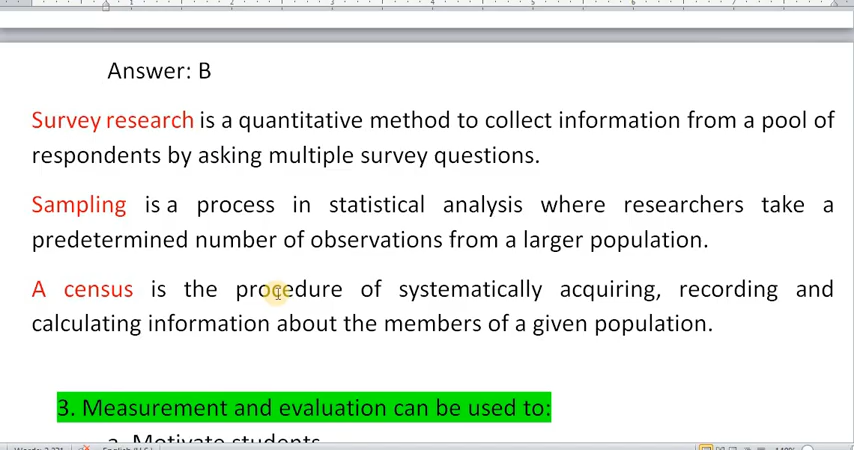 Answer: B
Survey research is a quantitative method to collect information from a pool of
respondents by asking multiple survey questions.
Sampling is a process in statistical analysis where researchers take a
predetermined number of observations from a larger population.
A census is the procedure of systematically acquiring, recording and
calculating information about the members of a given population.
3. Measurement and evaluation can be used to:
a. Motivate students